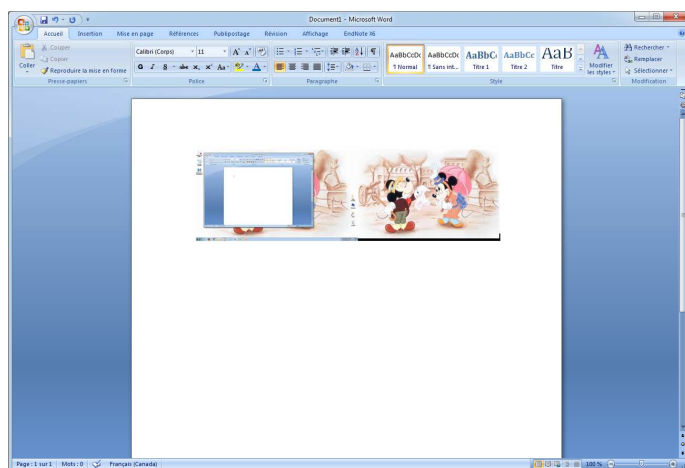 Document1 - Microsoft Word
Accueil Insertion Mise en page Références Publipostage Révision Affichage EndNote X6
Coller
Couper
Copier
Reproduire la mise en forme
Presse-papiers
Calibri (Corps) 11
G I S abc x, x' Aa A
Police
Paragraphe
AaBbCcDc AaBbCcDc AaBbC AaBbCc AaB
¶ Normal ¶ Sans int... Titre 1 Titre 2 Titre
Modifier
les styles
Style
Rechercher
Remplacer
Sélectionner
Modification
Page : 1 sur 1 Mots : 0 Français (Canada) 100 %